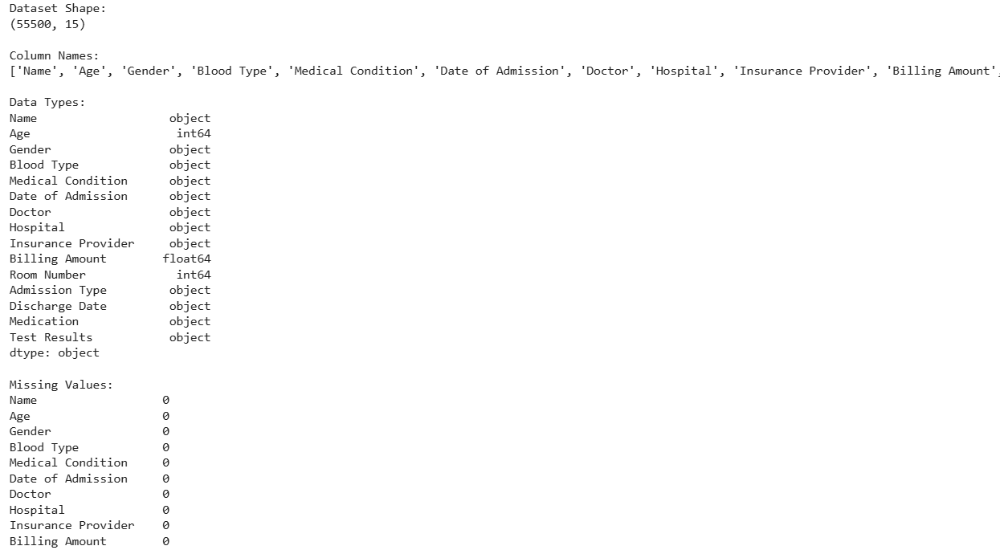 Dataset Shape:
(55500, 15)
Column Names:
['Name', 'Age', 'Gender', 'Blood Type', 'Medical Condition', 'Date of Admission', 'Doctor', 'Hospital', 'Insurance Provider', 'Billing Amount',
Data Types:
Name object
Age int64
Gender object
Blood Type object
Medical Condition object
Date of Admission object
Doctor object
Hospital object
Insurance Provider object
Billing Amount float64
Room Number int64
Admission Type object
Discharge Date object
Medication object
Test Results object
dtype: object
Missing Values:
Name 0
Age 0
Gender 0
Blood Type 0
Medical Condition 0
Date of Admission 0
Doctor 0
Hospital 0
Insurance Provider 0
Billing Amount 0